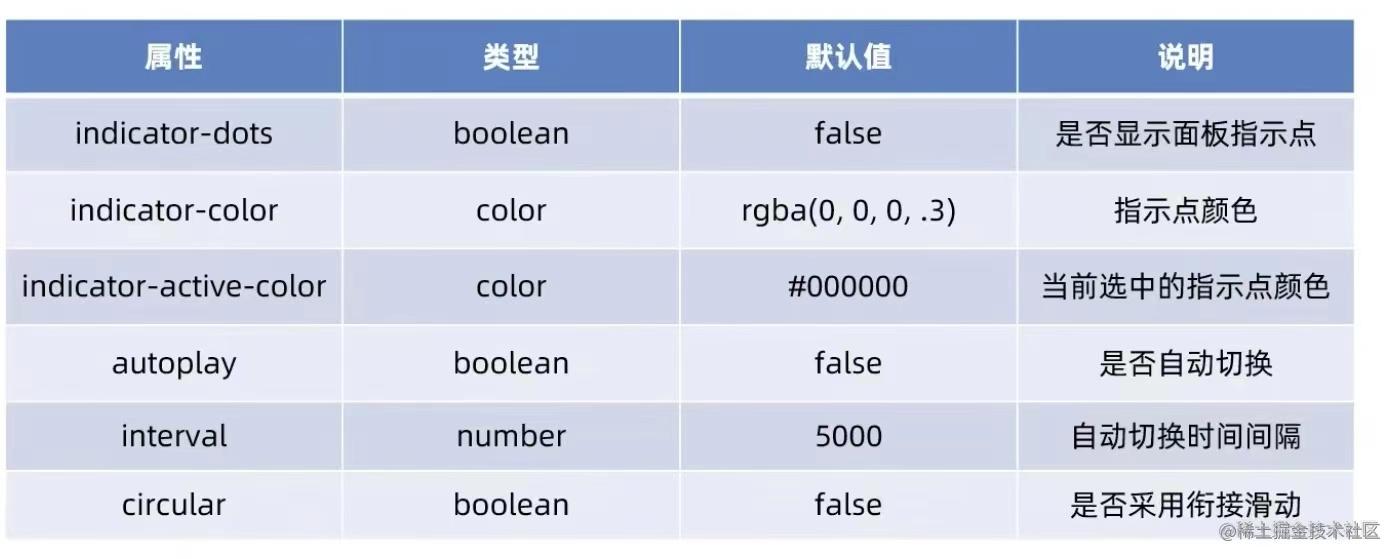 属性 类型 默认值 说明
indicator-dots boolean false 是否显示面板指示点
indicator-color color rgba(0, 0, 0, .3) 指示点颜色
indicator-active-color color #000000 当前选中的指示点颜色
autoplay boolean false 是否自动切换
interval number 5000 自动切换时间间隔
circular boolean false 是否采用衔接滑动
@稀土掘金技术社区